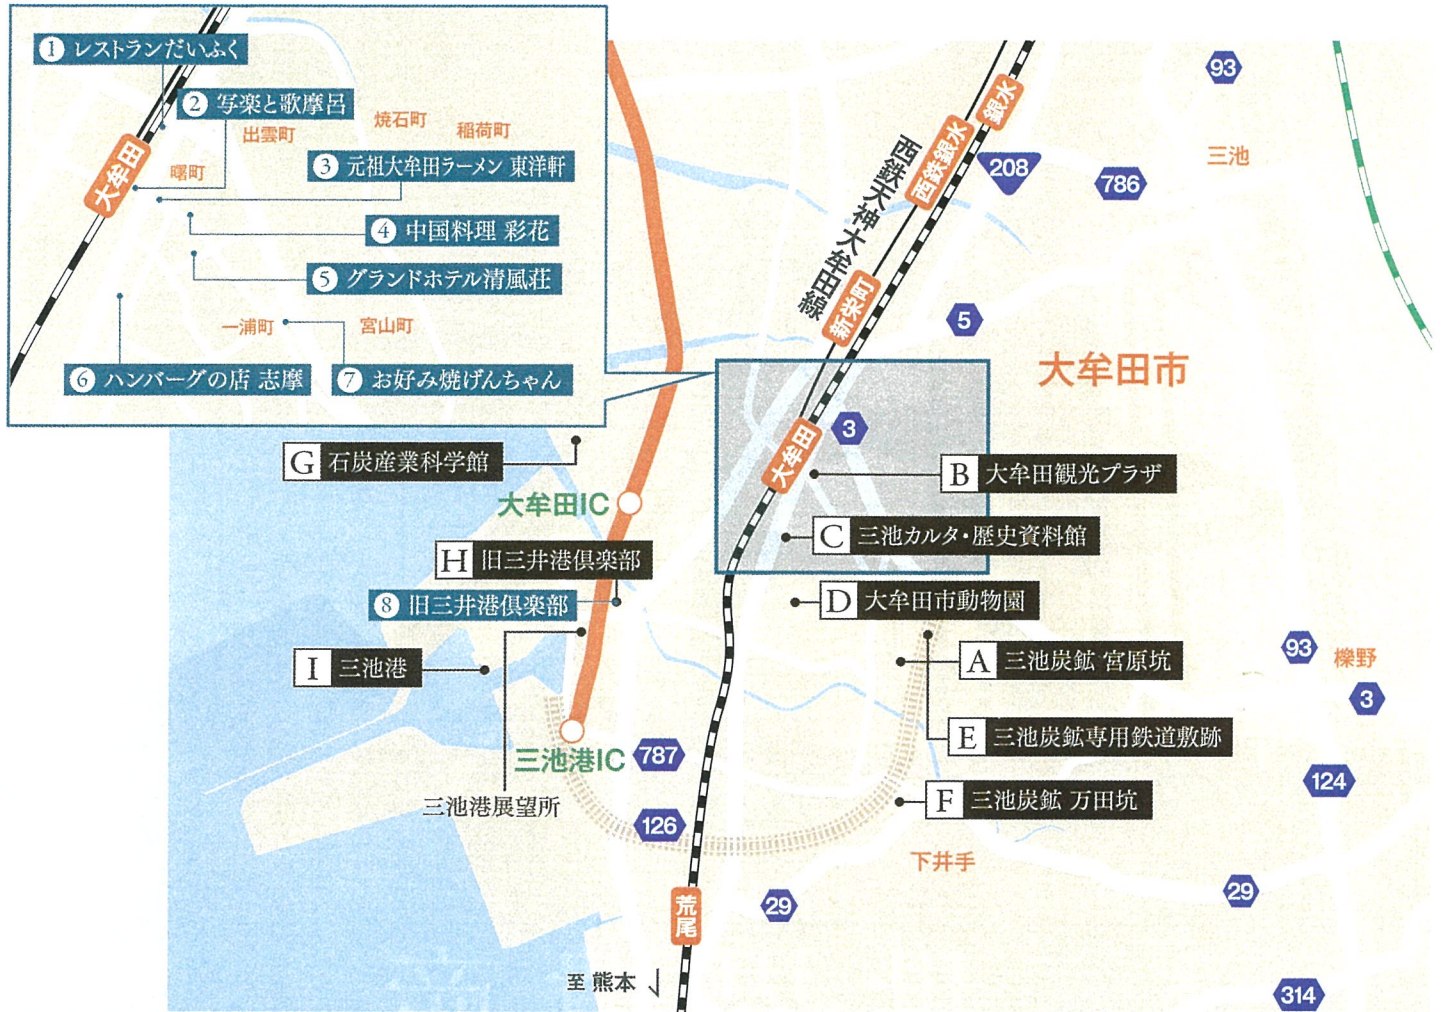 ① レストランだいふく
② 写楽と歌摩呂
出雲町
焼石町
稲荷町
曙町
大牟田
③ 元祖大牟田ラーメン 東洋軒
④ 中国料理 彩花
⑤ グランドホテル清風荘
一浦町
宮山町
⑥ ハンバーグの店 志摩
⑦ お好み焼げんちゃん
銀水
西鉄銀水
西鉄天神大牟田線
新栄町
208
786
93
三池
5
大牟田市
3
大牟田
G 石炭産業科学館
大牟田IC
B 大牟田観光プラザ
C 三池カルタ・歴史資料館
H 旧三井港倶楽部
⑧ 旧三井港倶楽部
D 大牟田市動物園
I 三池港
A 三池炭鉱 宮原坑
93
櫟野
3
E 三池炭鉱専用鉄道敷跡
三池港IC
787
124
三池港展望所
F 三池炭鉱 万田坑
126
下井手
29
29
荒尾
至 熊本
314